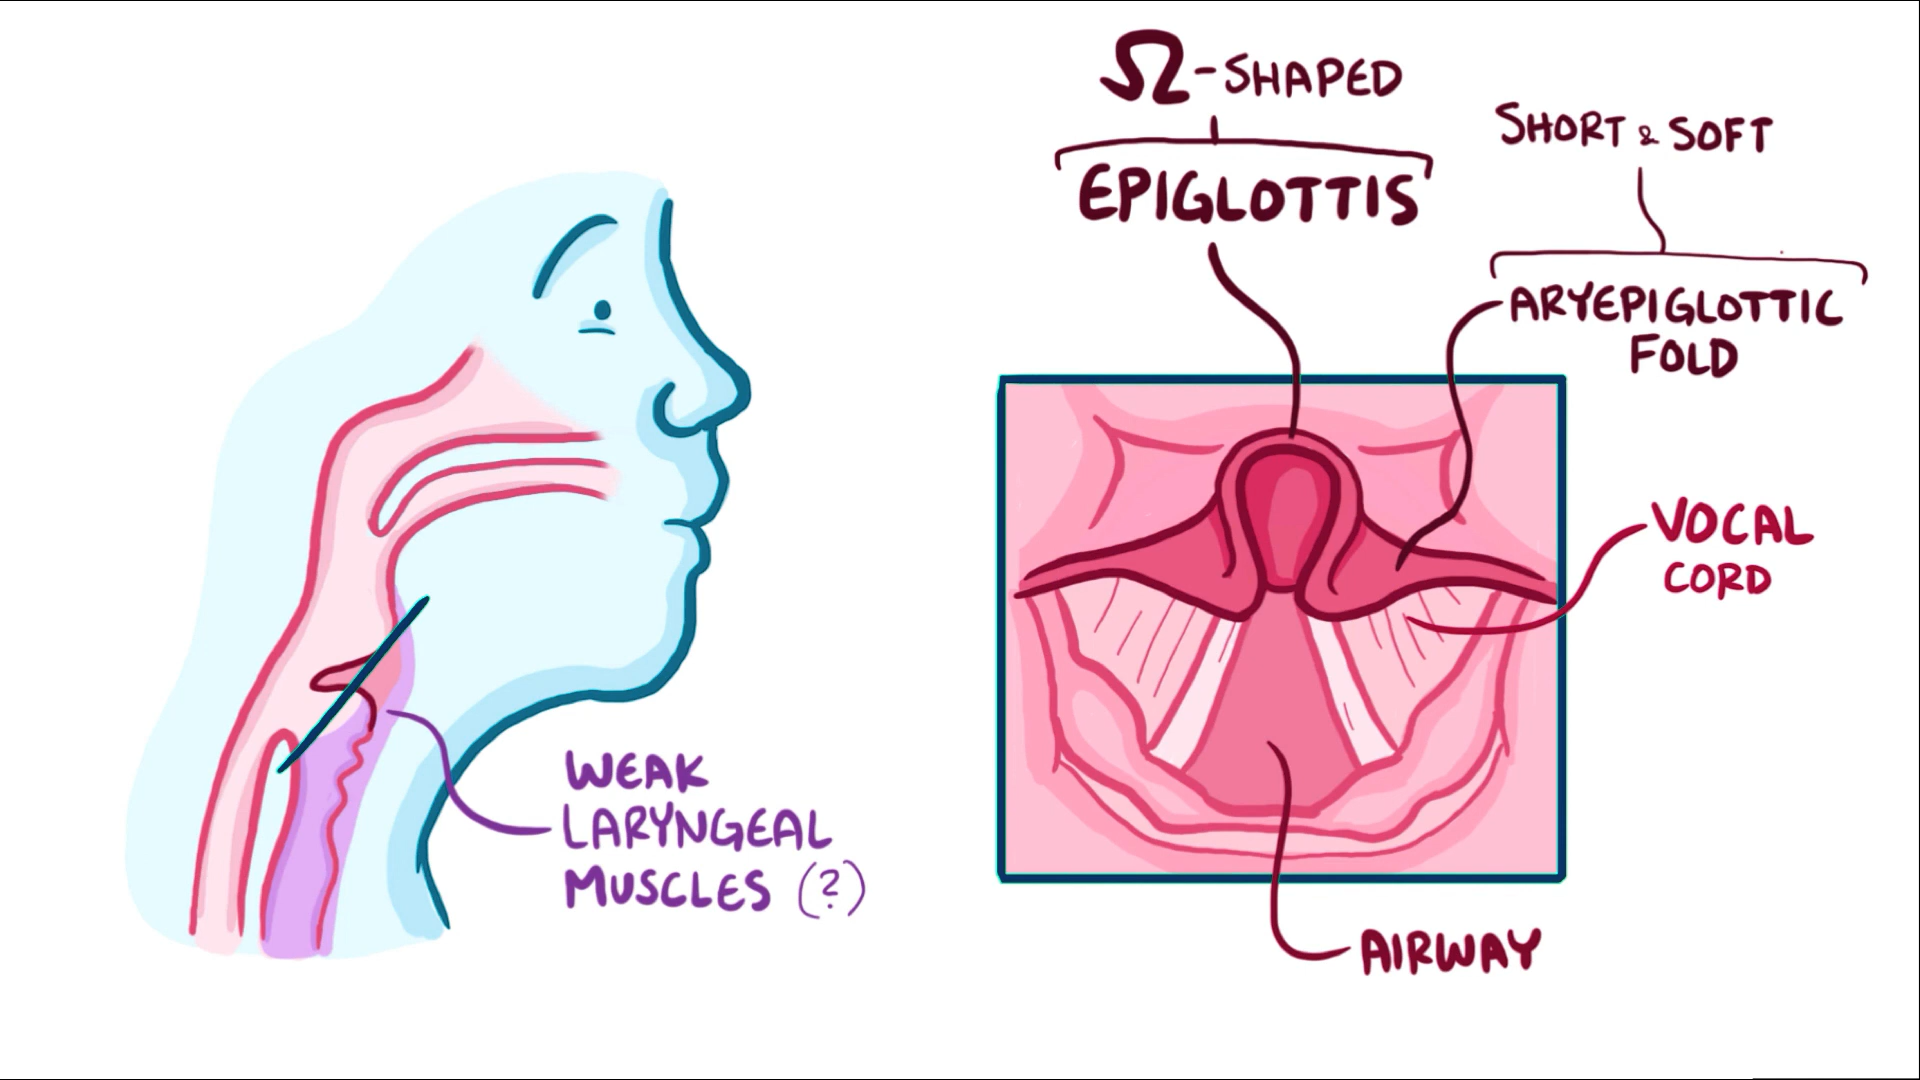 Ω-SHAPED
EPIGLOTTIS
SHORT & SOFT
ARYEPIGLOTTIC
FOLD
VOCAL
CORD
WEAK
LARYNGEAL
MUSCLES (?)
AIRWAY